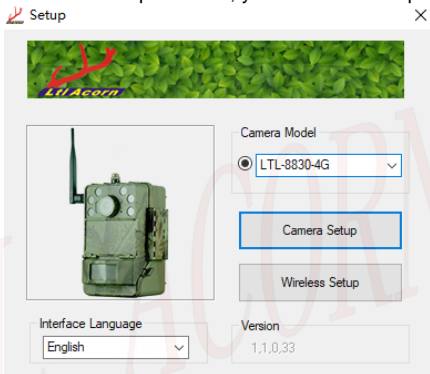 Setup
Ltl Acorn
Camera Model
LTL-8830-4G
Camera Setup
Wireless Setup
Interface Language
English
Version
1,1,0,33
ACORN